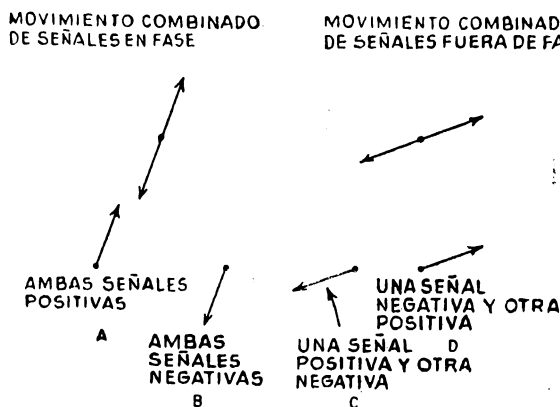 MOVIMIENTO COMBINADO
DE SEÑALES EN FASE
MOVIMIENTO COMBINAD
DE SEÑALES FUERA DE FA
AMBAS SEÑALES
POSITIVAS
A
AMBAS
SEÑALES
NEGATIVAS
B
UNA SEÑAL
POSITIVA Y OTRA
NEGATIVA
C
UNA SEÑAL
NEGATIVA Y OTRA
POSITIVA
D